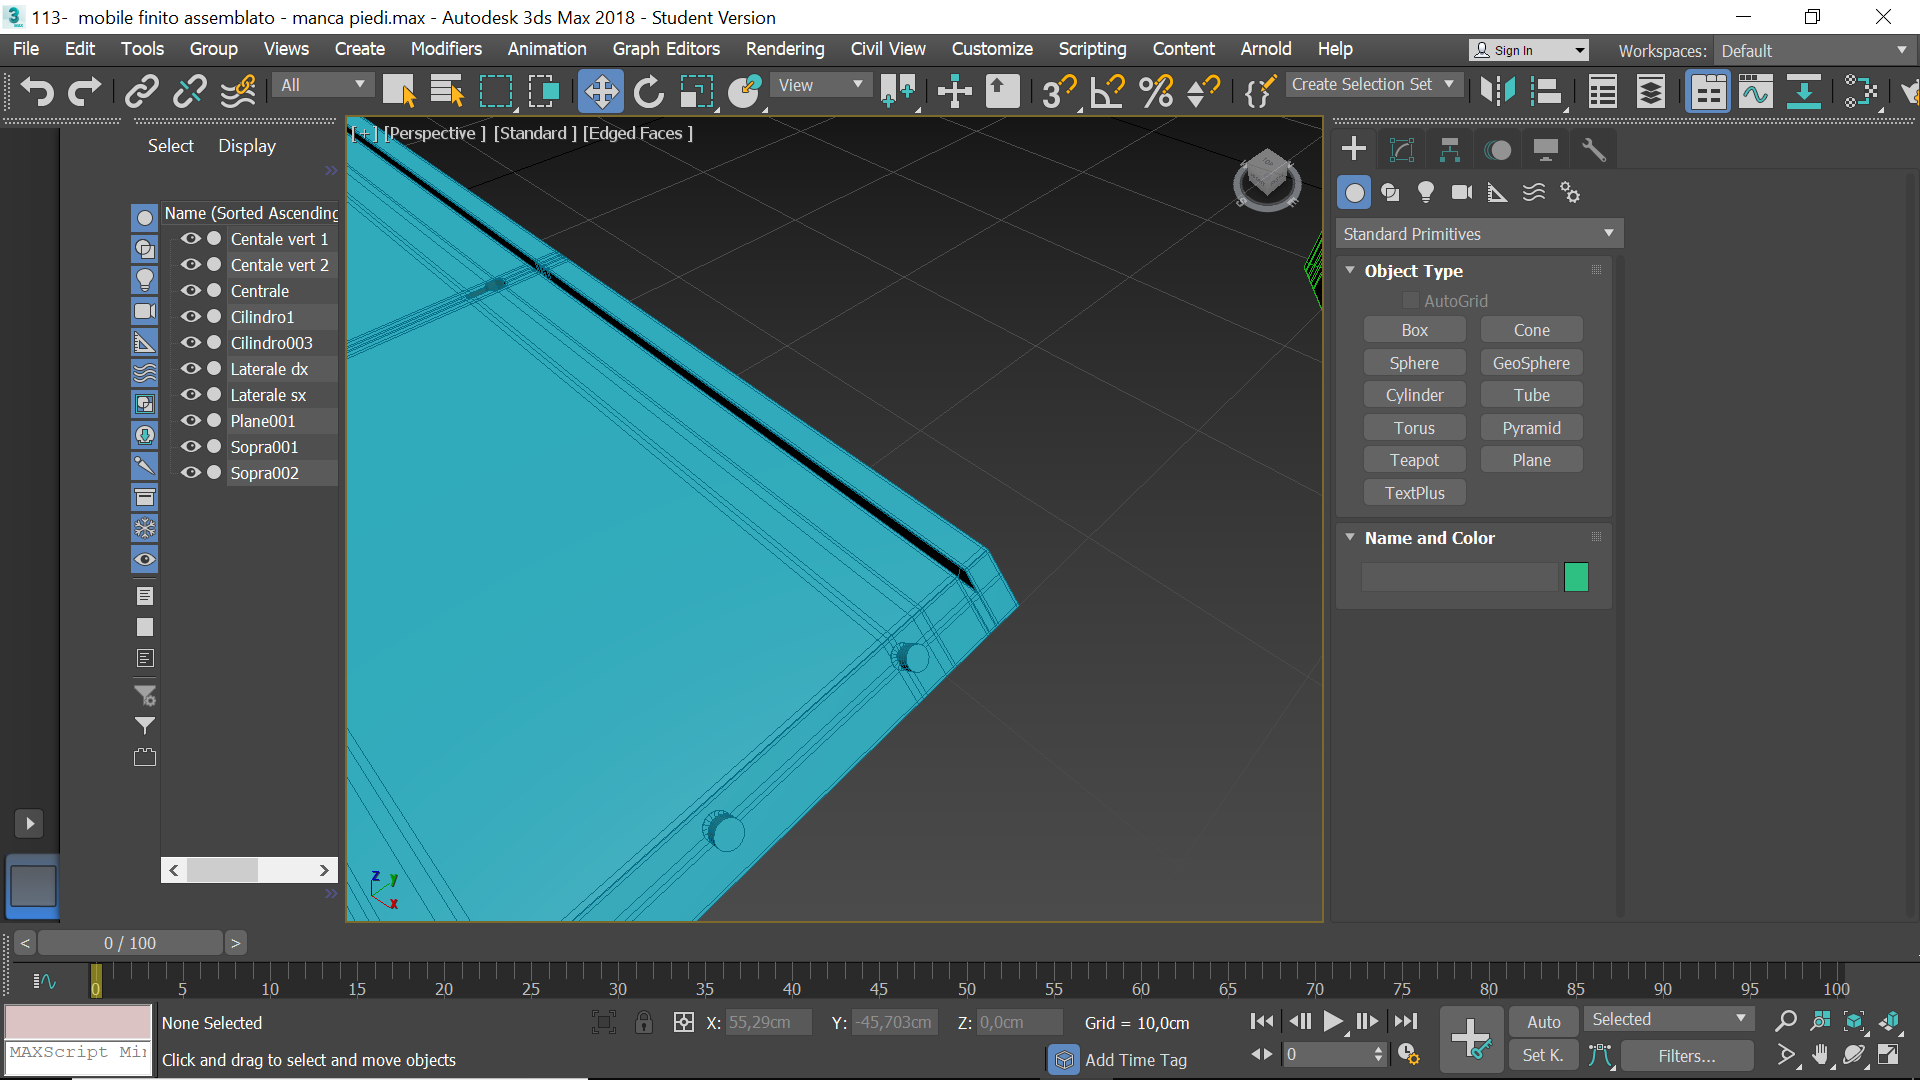 113-  mobile finito assemblato - manca piedi.max - Autodesk 3ds Max 2018 - Student Version
File Edit Tools Group Views Create Modifiers Animation Graph Editors Rendering Civil View Customize Scripting Content Arnold Help
Sign In
Workspaces: Default
All
View
3
Create Selection Set
Select Display
[ + ] [Perspective ] [Standard ] [Edged Faces ]
Name (Sorted Ascending
Centale vert 1
Centale vert 2
Centrale
Cilindro1
Cilindro003
Laterale dx
Laterale sx
Plane001
Sopra001
Sopra002
z y x
Standard Primitives
Object Type
AutoGrid
Box Cone
Sphere GeoSphere
Cylinder Tube
Torus Pyramid
Teapot Plane
TextPlus
Name and Color
< 0 / 100 >
0 5 10 15 20 25 30 35 40 45 50 55 60 65 70 75 80 85 90 95 100
None Selected
X: 55,29cm Y: -45,703cm Z: 0,0cm Grid = 10,0cm
Auto Selected
MAXScript Mi
Click and drag to select and move objects
Add Time Tag
0
Set K. Filters...